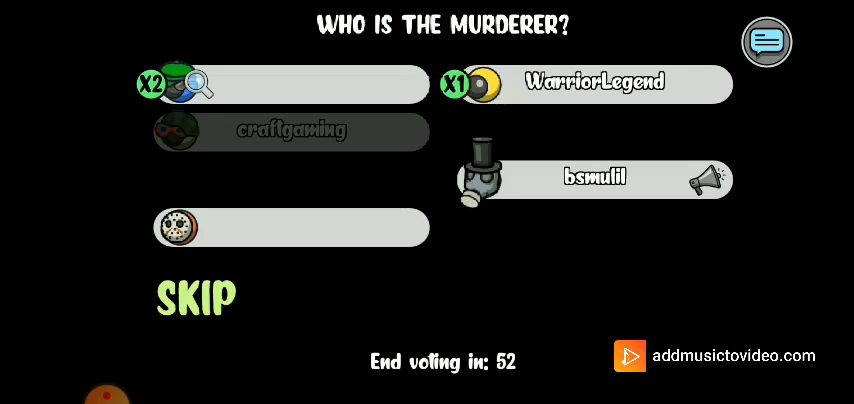 WHO IS THE MURDERER?
X2
X1 WarriorLegend
craftgaming
bsmulil
SKIP
End voting in: 52
addmusictovideo.com